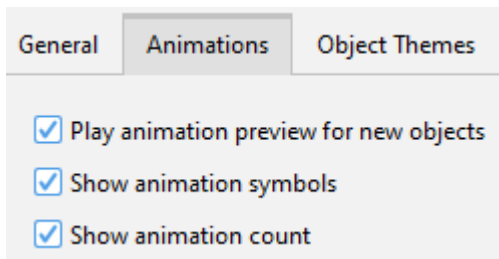 General Animations Object Themes
Play animation preview for new objects
Show animation symbols
Show animation count